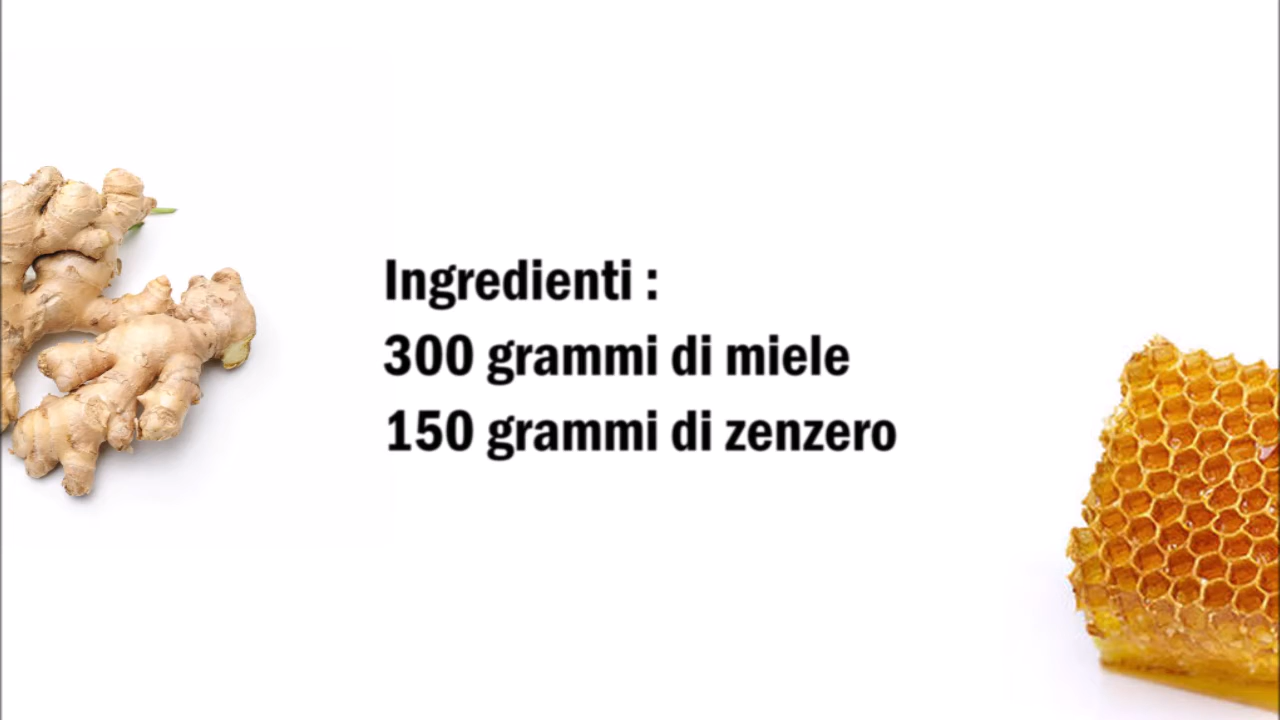 Ingredienti :
300 grammi di miele
150 grammi di zenzero